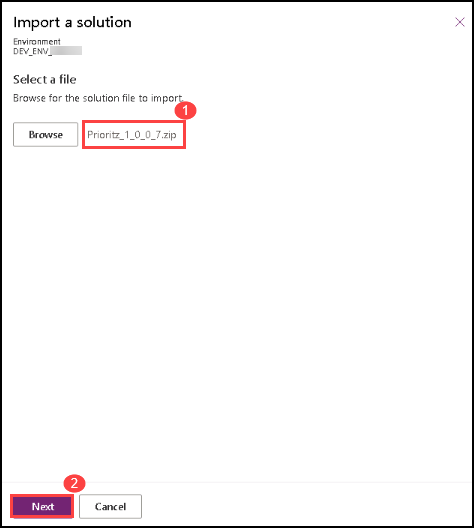 Import a solution
Environment
DEV_ENV_
Select a file
Browse for the solution file to import.
1
Browse
Prioritz_1_0_0_7.zip
2
Next
Cancel